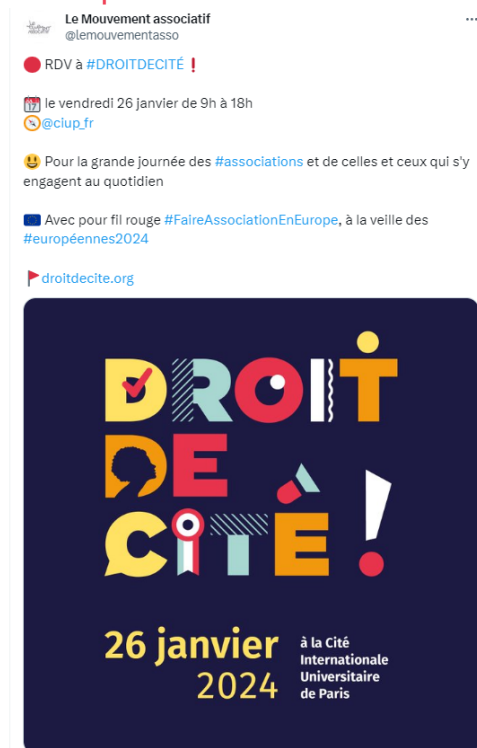 Le Mouvement associatif
@lemouvementasso
RDV à #DROITDECITÉ❗
17 le vendredi 26 janvier de 9h à 18h
@ciup_fr
Pour la grande journée des #associations et de celles et ceux qui s'y
engagent au quotidien
Avec pour fil rouge #FaireAssociationEnEurope, à la veille des
#européennes2024
droitdecite.org
DROIT
DE
CITÉ !
26 janvier
2024
à la Cité
Internationale
Universitaire
de Paris